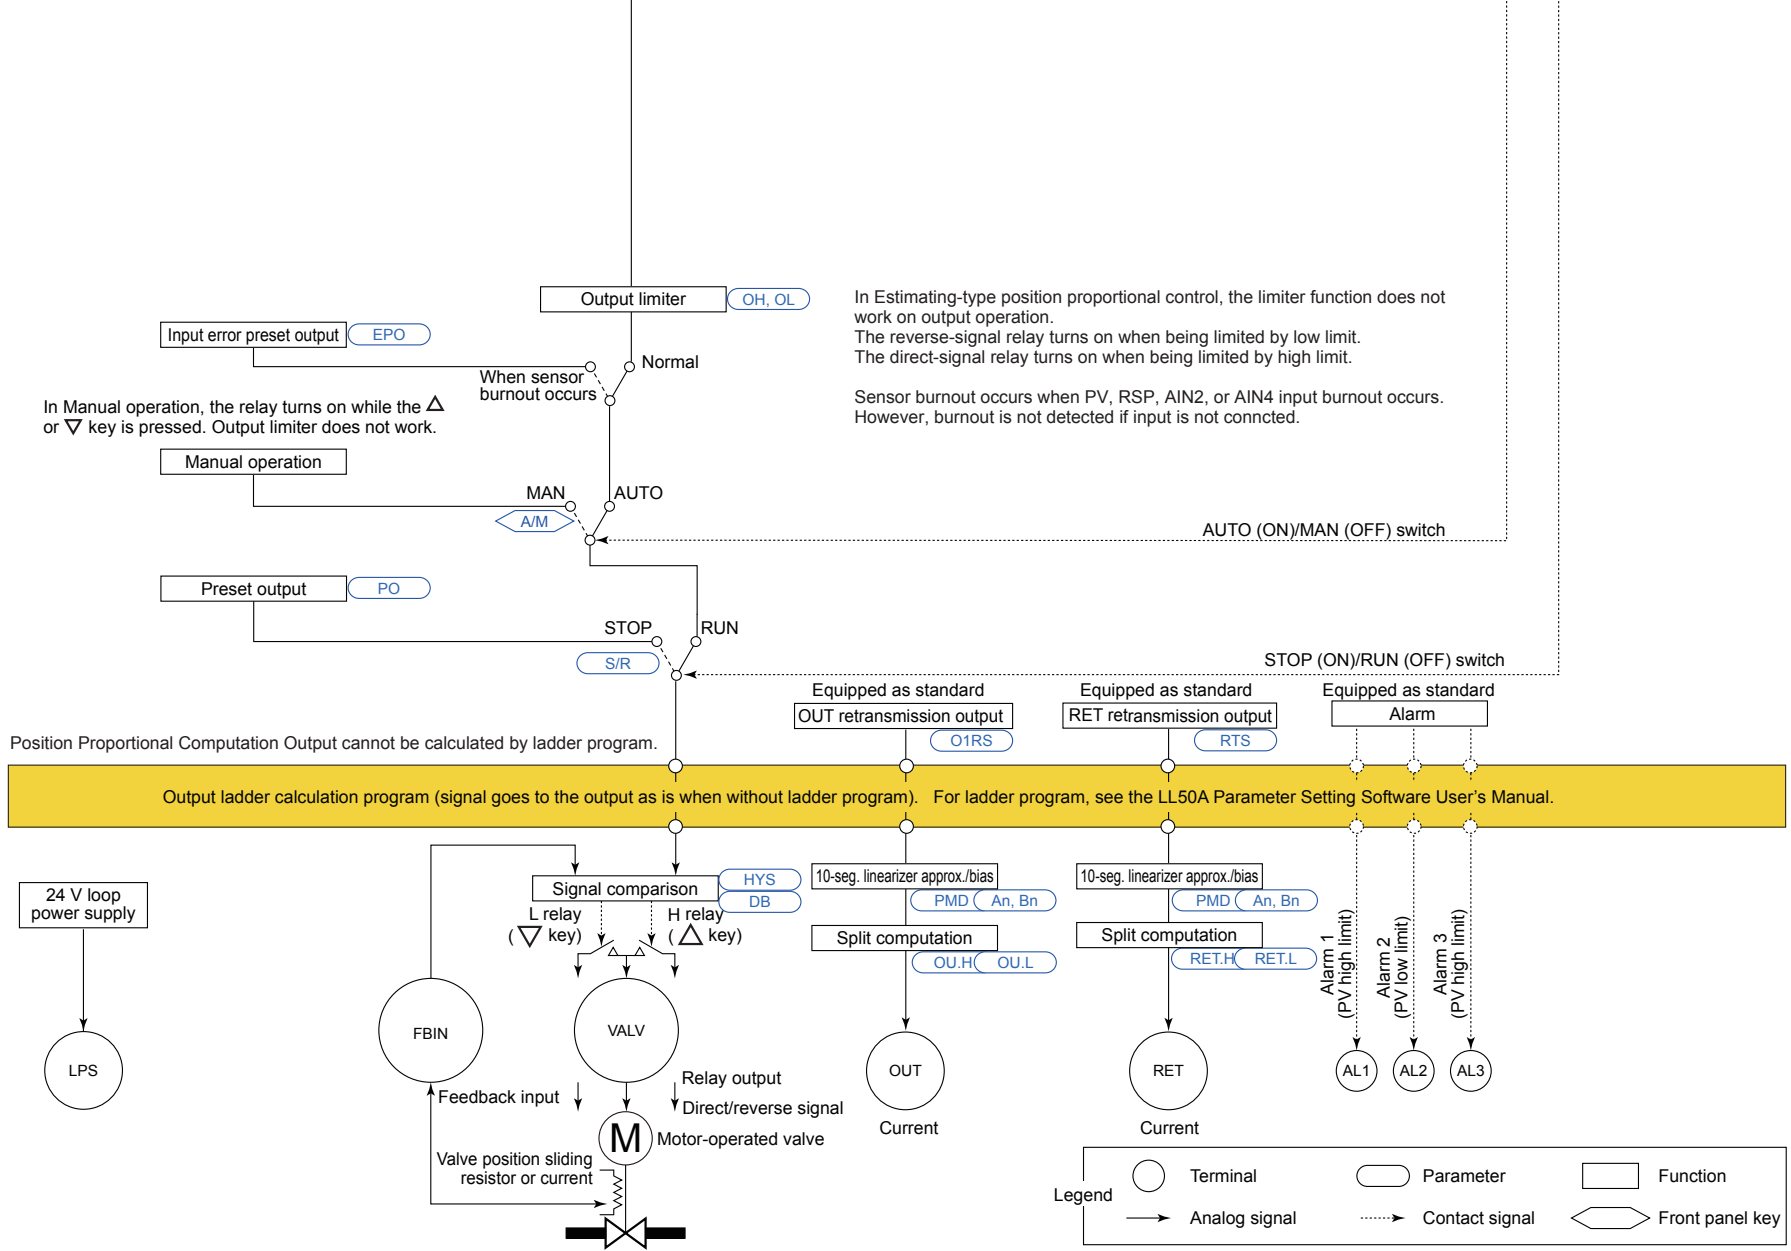 Output limiter
OH, OL
In Estimating-type position proportional control, the limiter function does not
work on output operation.
The reverse-signal relay turns on when being limited by low limit.
The direct-signal relay turns on when being limited by high limit.
Input error preset output
EPO
Normal
When sensor
burnout occurs
Sensor burnout occurs when PV, RSP, AIN2, or AIN4 input burnout occurs.
However, burnout is not detected if input is not conncted.
In Manual operation, the relay turns on while the △
or ▽ key is pressed. Output limiter does not work.
Manual operation
MAN
AUTO
A/M
AUTO (ON)/MAN (OFF) switch
Preset output
PO
STOP
RUN
S/R
STOP (ON)/RUN (OFF) switch
Equipped as standard
OUT retransmission output
O1RS
Equipped as standard
RET retransmission output
RTS
Equipped as standard
Alarm
Position Proportional Computation Output cannot be calculated by ladder program.
Output ladder calculation program (signal goes to the output as is when without ladder program). For ladder program, see the LL50A Parameter Setting Software User's Manual.
24 V loop
power supply
LPS
Signal comparison
HYS
DB
L relay
( ▽ key)
H relay
( △ key)
FBIN
VALV
Feedback input
Relay output
Direct/reverse signal
M
Motor-operated valve
Valve position sliding
resistor or current
10-seg. linearizer approx./bias
PMD
An, Bn
Split computation
OU.H
OU.L
OUT
Current
10-seg. linearizer approx./bias
PMD
An, Bn
Split computation
RET.H
RET.L
RET
Current
Alarm 1
(PV high limit)
Alarm 2
(PV low limit)
Alarm 3
(PV high limit)
AL1
AL2
AL3
Legend
Terminal
Parameter
Function
Analog signal
Contact signal
Front panel key